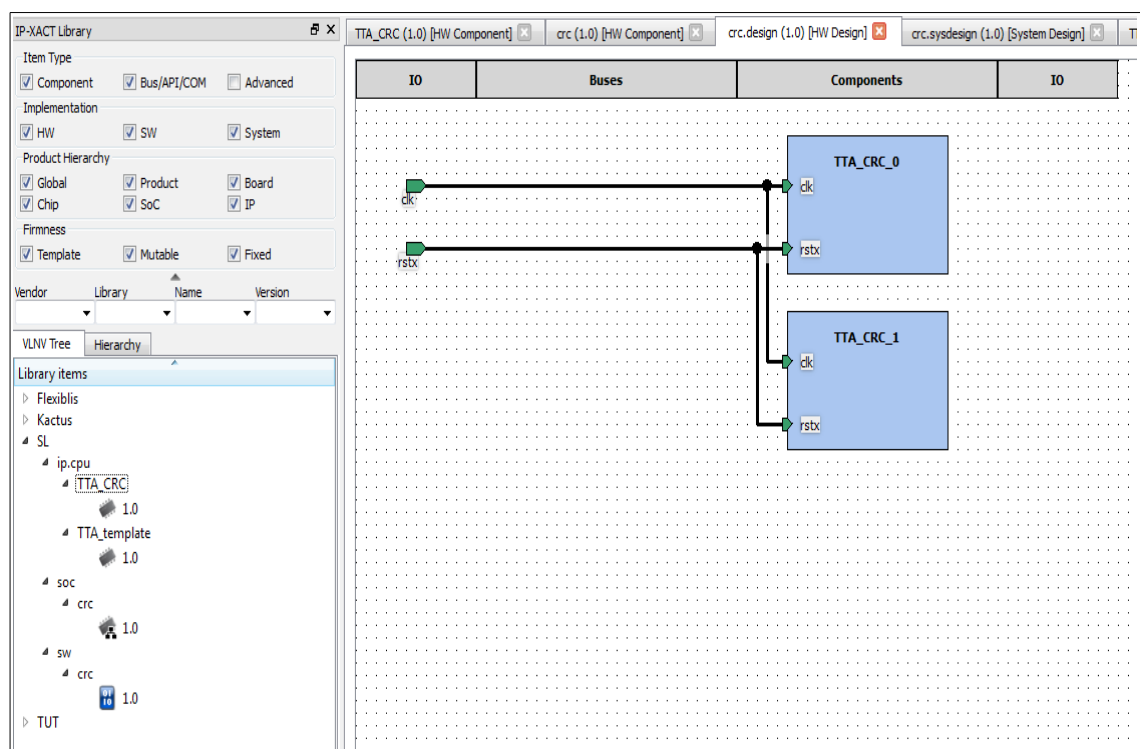 IP-XACT Library
Item Type
Component Bus/API/COM Advanced
Implementation
HW SW System
Product Hierarchy
Global Product Board
Chip SoC IP
Firmness
Template Mutable Fixed
Vendor Library Name Version
VLNV Tree Hierarchy
Library items
Flexiblis
Kactus
SL
ip.cpu
TTA_CRC
1.0
TTA_template
1.0
soc
crc
1.0
sw
crc
01
10
1.0
TUT
TTA_CRC (1.0) [HW Component] crc (1.0) [HW Component] crc.design (1.0) [HW Design] crc.sysdesign (1.0) [System Design]
IO Buses Components IO
clk
rstx
TTA_CRC_0
clk
rstx
TTA_CRC_1
clk
rstx